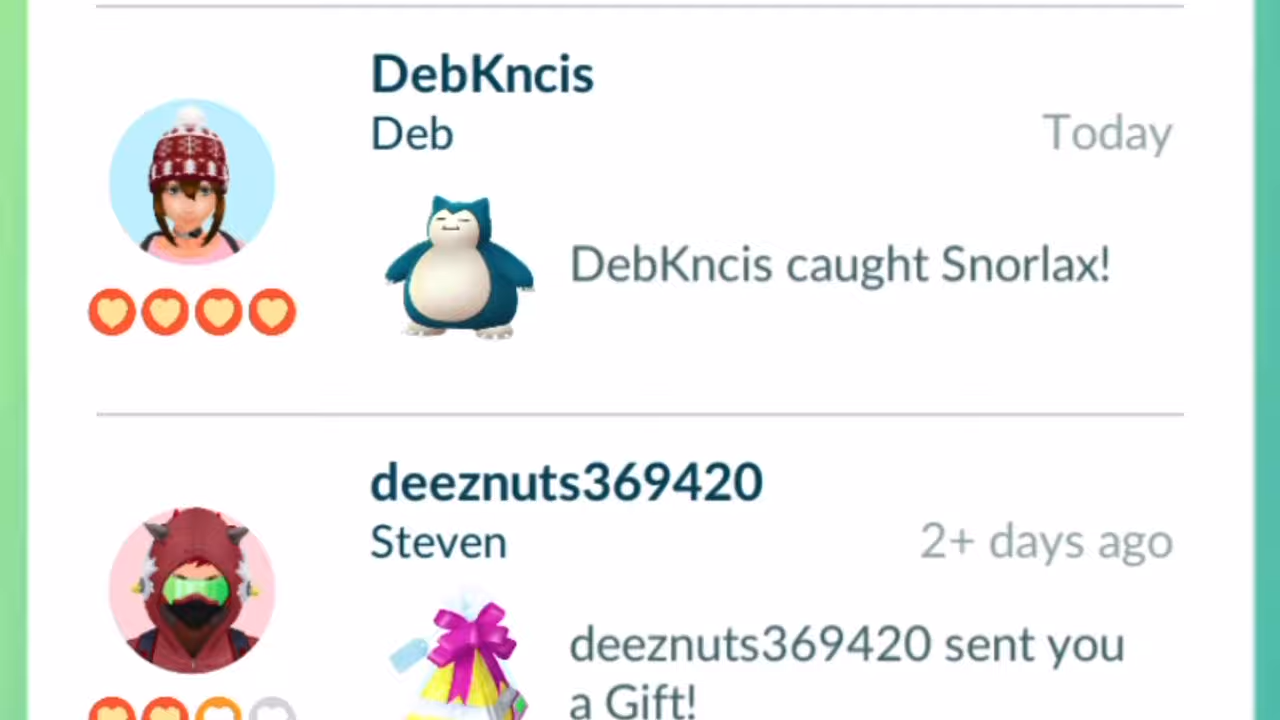 DebKncis
Deb
Today
DebKncis caught Snorlax!
deeznuts369420
Steven
2+ days ago
deeznuts369420 sent you
a Gift!